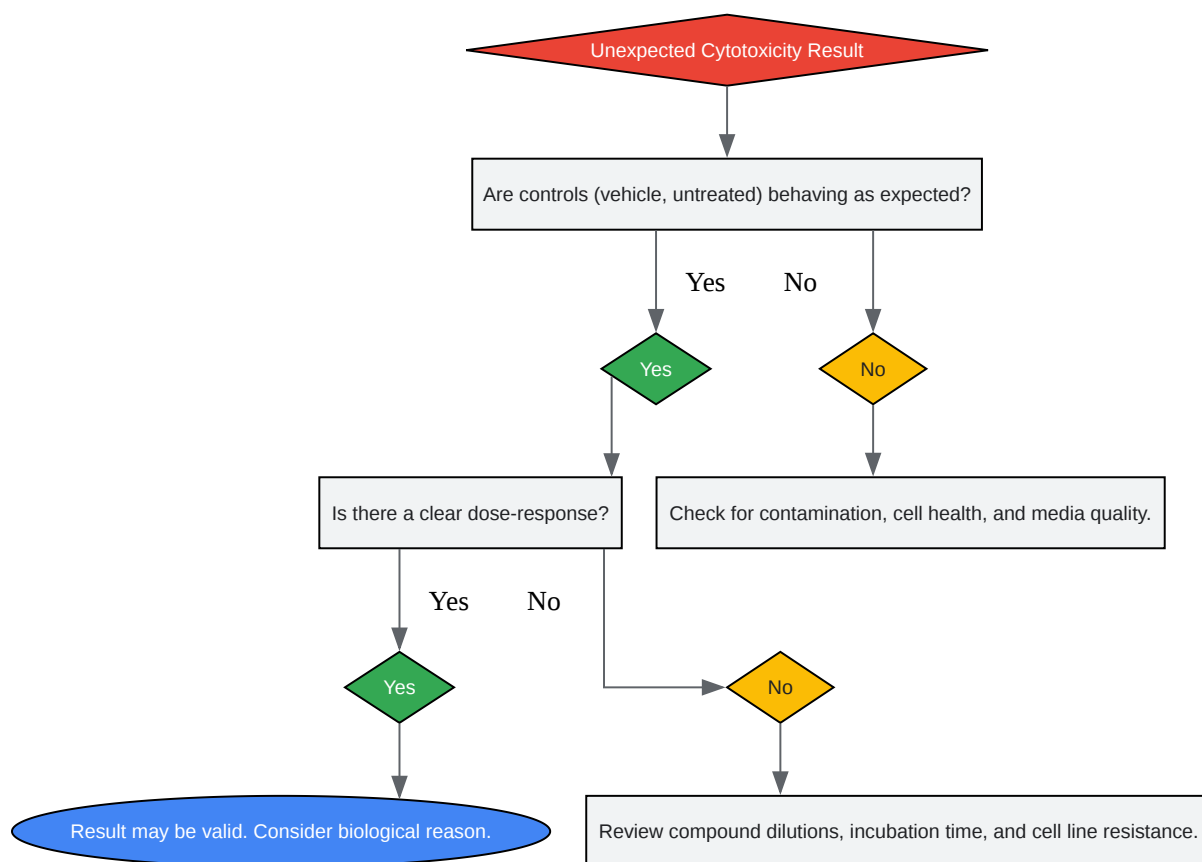 Unexpected Cytotoxicity Result
Are controls (vehicle, untreated) behaving as expected?
Yes
No
Yes
No
Is there a clear dose-response?
Check for contamination, cell health, and media quality.
Yes
No
Yes
No
Result may be valid. Consider biological reason.
Review compound dilutions, incubation time, and cell line resistance.